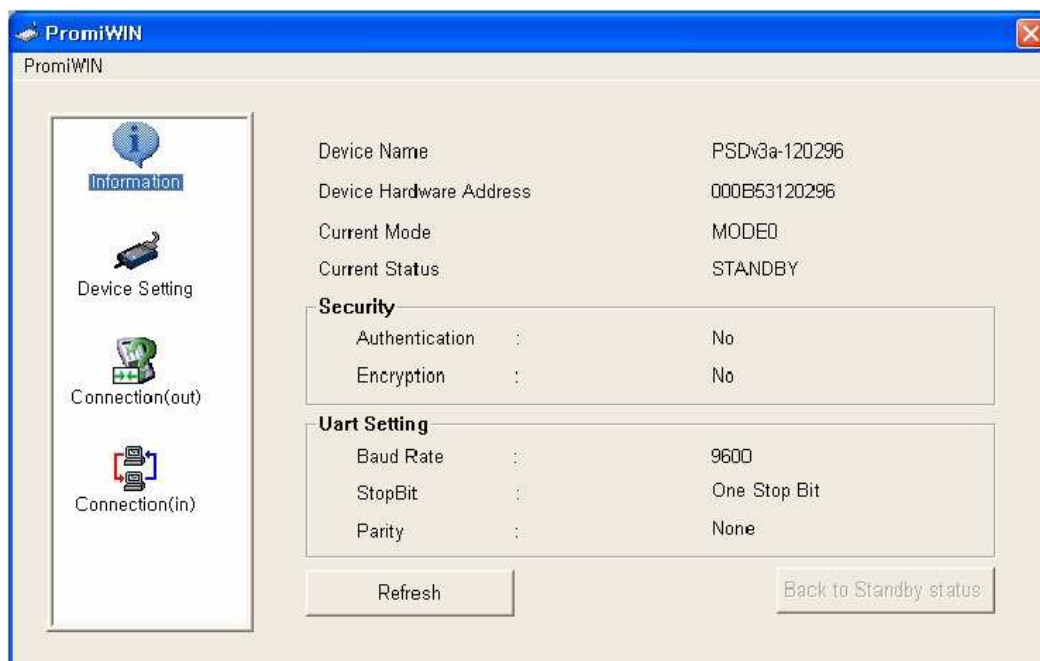 PromiWIN
PromiWIN
Information
Device Setting
Connection(out)
Connection(in)
Device Name PSDv3a-120296
Device Hardware Address 000B53120296
Current Mode MODE0
Current Status STANDBY
Security
Authentication : No
Encryption : No
Uart Setting
Baud Rate : 9600
StopBit : One Stop Bit
Parity : None
Refresh
Back to Standby status